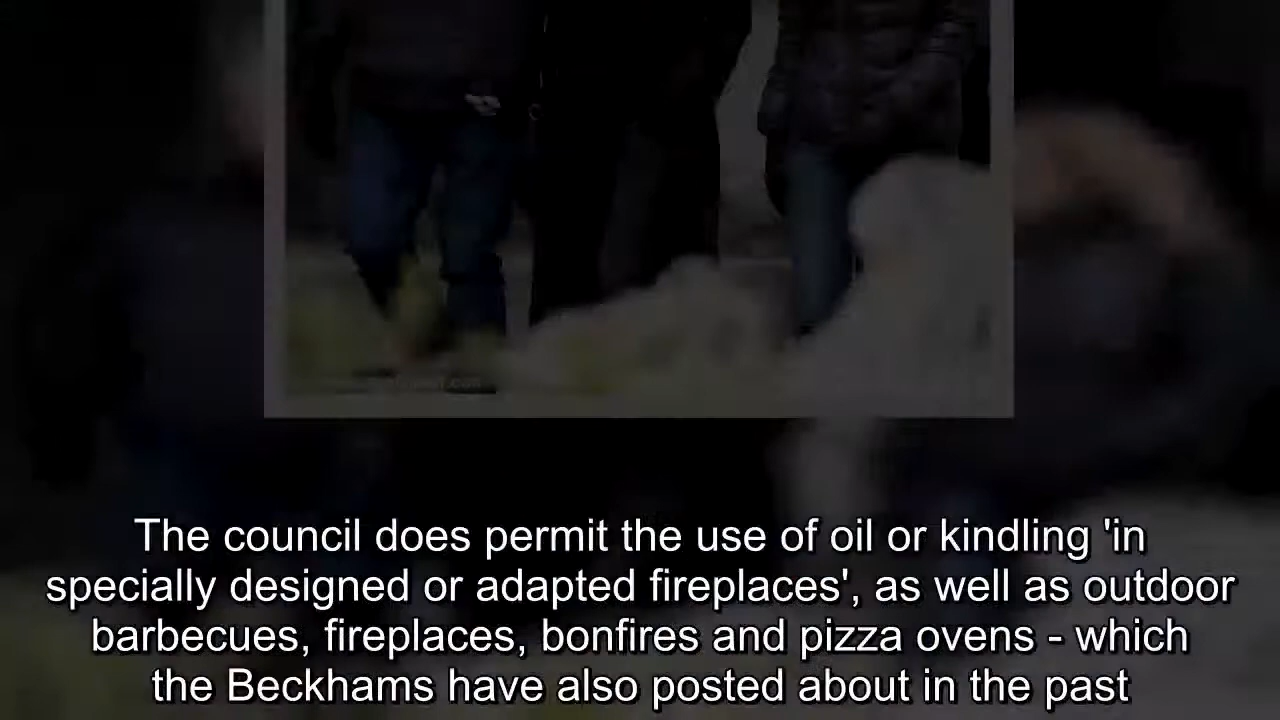 The council does permit the use of oil or kindling 'in
specially designed or adapted fireplaces', as well as outdoor
barbecues, fireplaces, bonfires and pizza ovens - which
the Beckhams have also posted about in the past